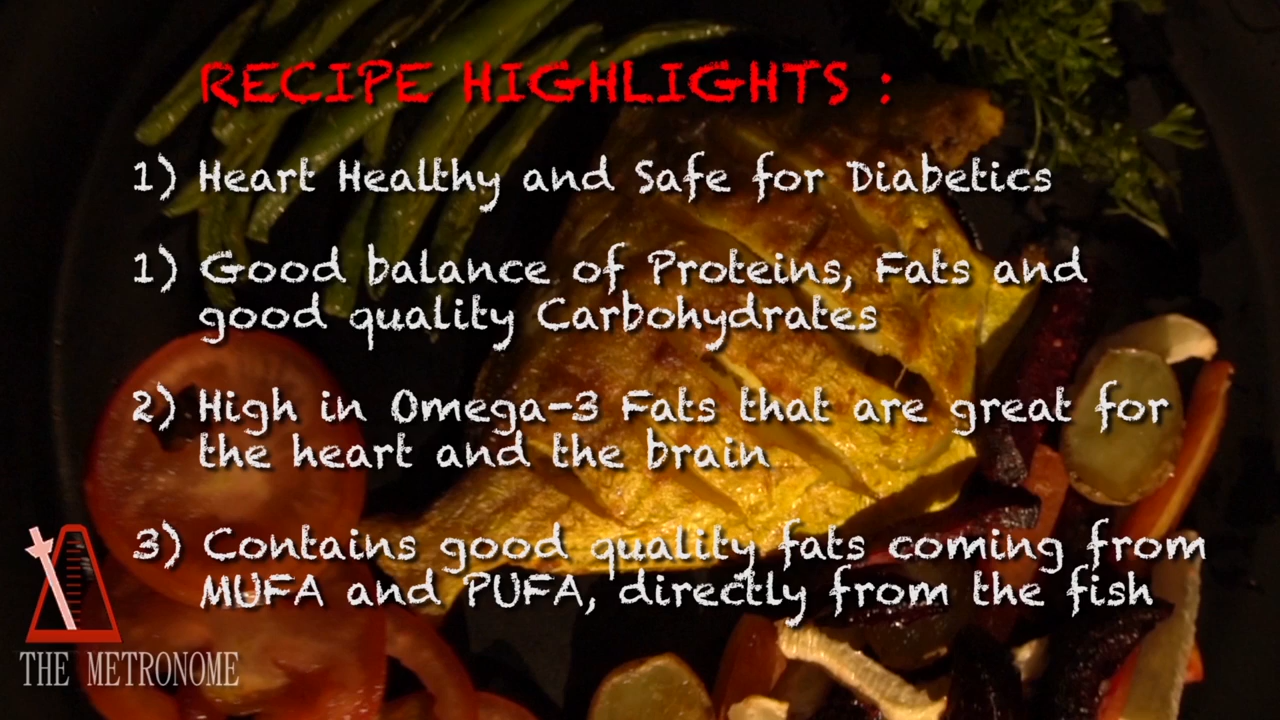 RECIPE HIGHLIGHTS :
1) Heart Healthy and Safe for Diabetics
1) Good balance of Proteins, Fats and
good quality Carbohydrates
2) High in Omega-3 Fats that are great for
the heart and the brain
3) Contains good quality fats coming from
MUFA and PUFA, directly from the fish
THE METRONOME